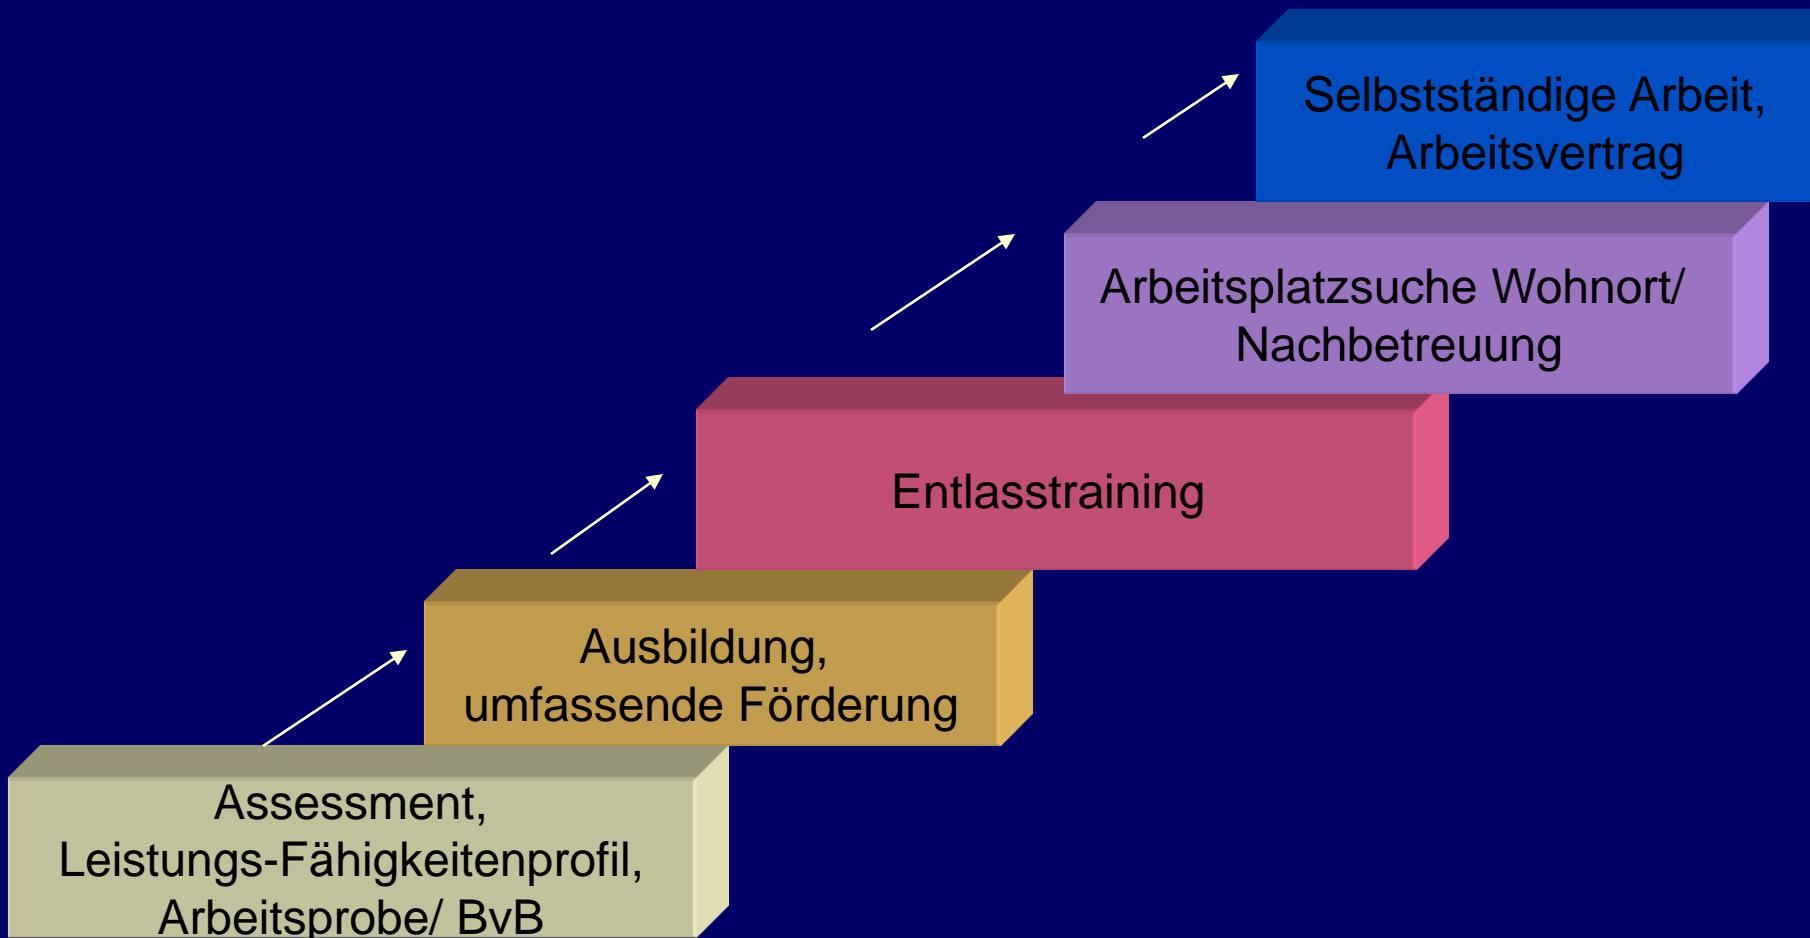 Selbstständige Arbeit,
Arbeitsvertrag
Arbeitsplatzsuche Wohnort/
Nachbetreuung
Entlasstraining
Ausbildung,
umfassende Förderung
Assessment,
Leistungs-Fähigkeitenprofil,
Arbeitsprobe/ BvB